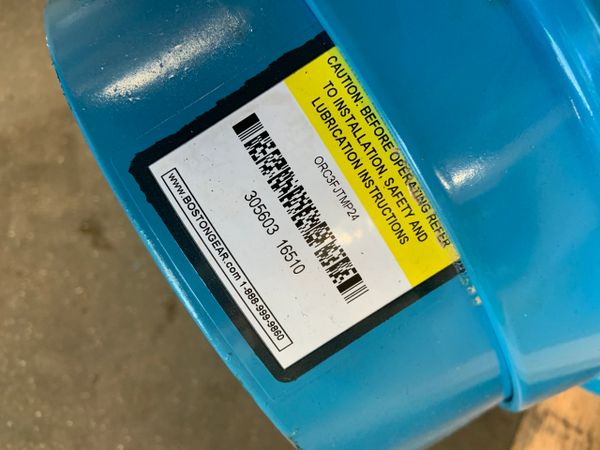 CAUTION: BEFORE OPERATING REFER
TO INSTALLATION, SAFETY AND
LUBRICATION INSTRUCTIONS
ORC3FJTMP24
305603 16510
www.BOSTONGEAR.com 1-888-999-9860